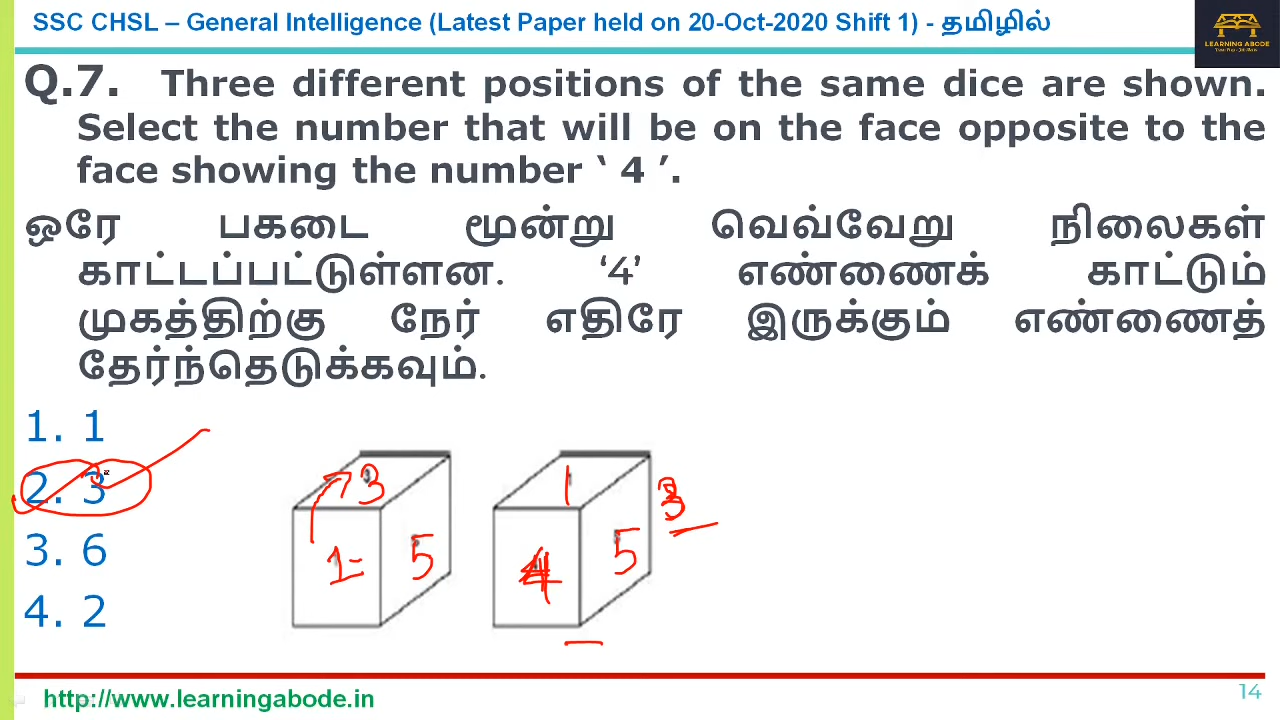 SSC CHSL – General Intelligence (Latest Paper held on 20-Oct-2020 Shift 1) - தமிழில்
LEARNING ABODE
Q.7. Three different positions of the same dice are shown.
Select the number that will be on the face opposite to the
face showing the number ‘ 4 ’.
ஒரே பகடை மூன்று வெவ்வேறு நிலைகள்
காட்டப்பட்டுள்ளன. ‘4’ எண்ணைக் காட்டும்
முகத்திற்கு நேர் எதிரே இருக்கும் எண்ணைத்
தேர்ந்தெடுக்கவும்.
1. 1
2. 3
3. 6
4. 2
3
1 5
1
3
4 5
http://www.learningabode.in
14